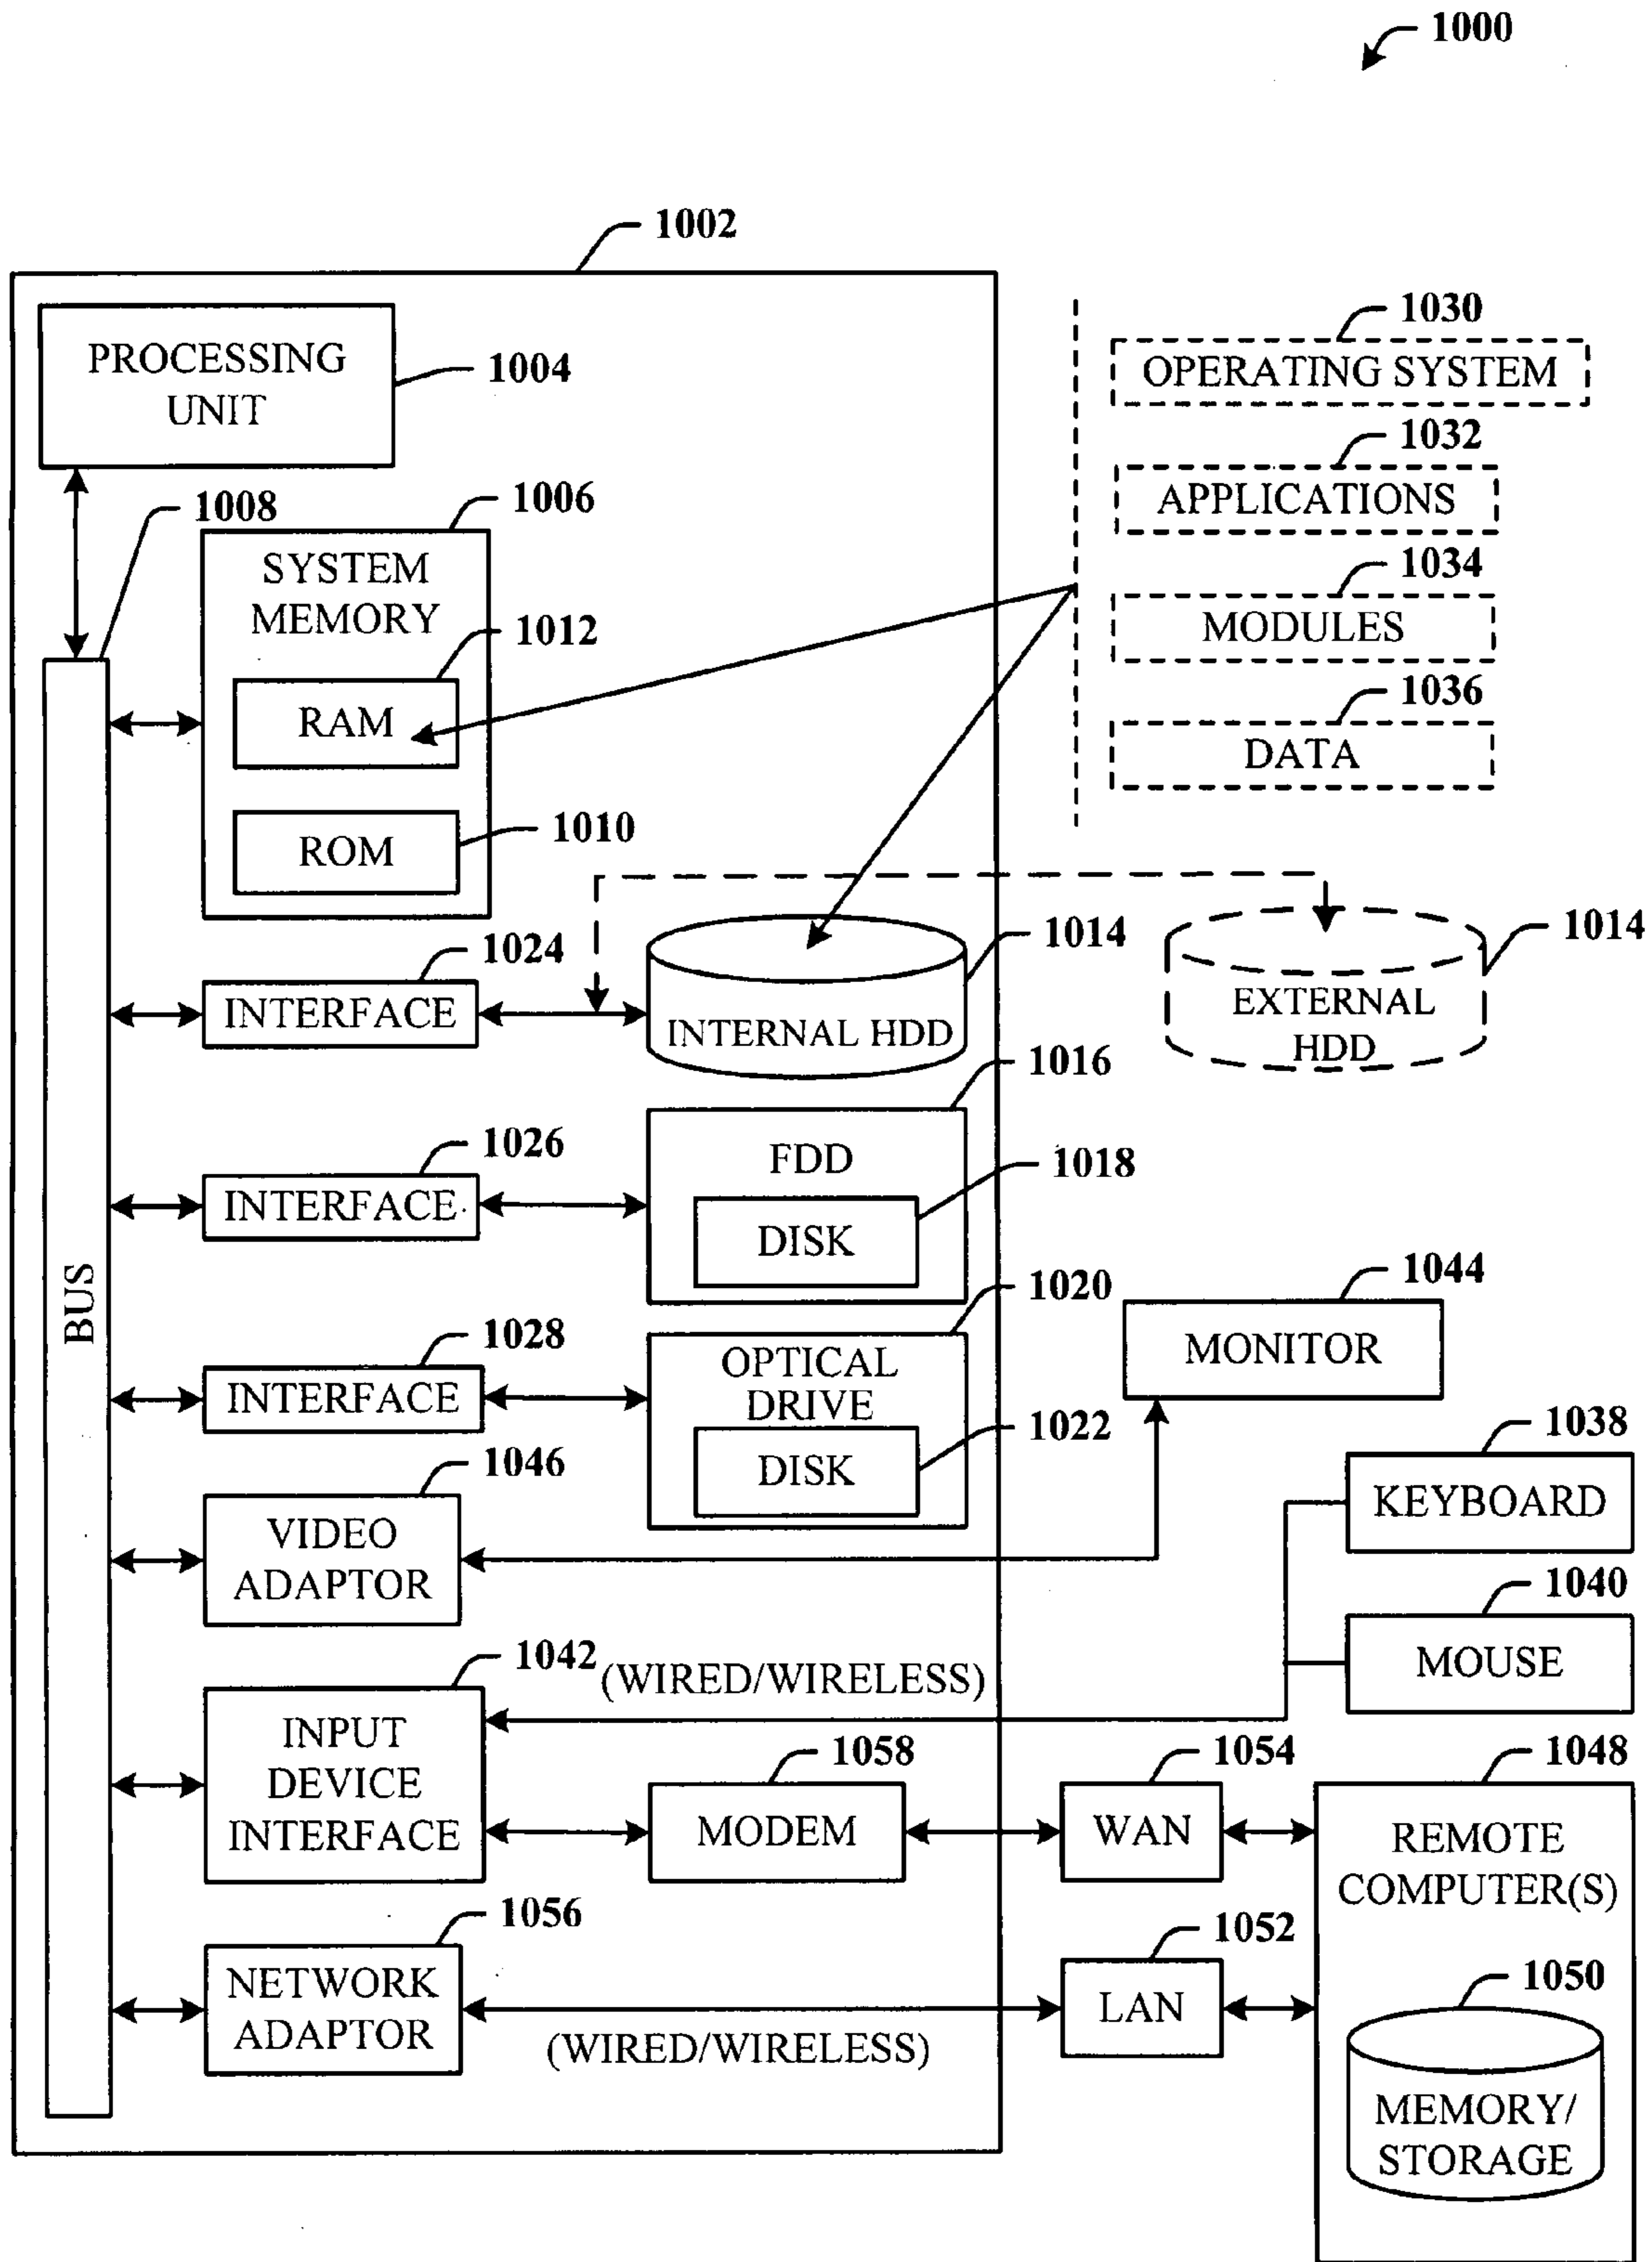 1000
1002
PROCESSING
UNIT
1004
1030
OPERATING SYSTEM
1032
APPLICATIONS
1034
MODULES
1036
DATA
1008
1006
SYSTEM
MEMORY
1012
RAM
1010
ROM
BUS
1024
INTERFACE
1014
INTERNAL HDD
1014
EXTERNAL
HDD
1026
INTERFACE
1016
FDD
1018
DISK
1028
INTERFACE
1020
OPTICAL
DRIVE
1022
DISK
1044
MONITOR
1046
VIDEO
ADAPTOR
1038
KEYBOARD
1040
MOUSE
1042
(WIRED/WIRELESS)
INPUT
DEVICE
INTERFACE
1058
MODEM
1054
WAN
1048
REMOTE
COMPUTER(S)
1056
NETWORK
ADAPTOR
(WIRED/WIRELESS)
1052
LAN
1050
MEMORY/
STORAGE